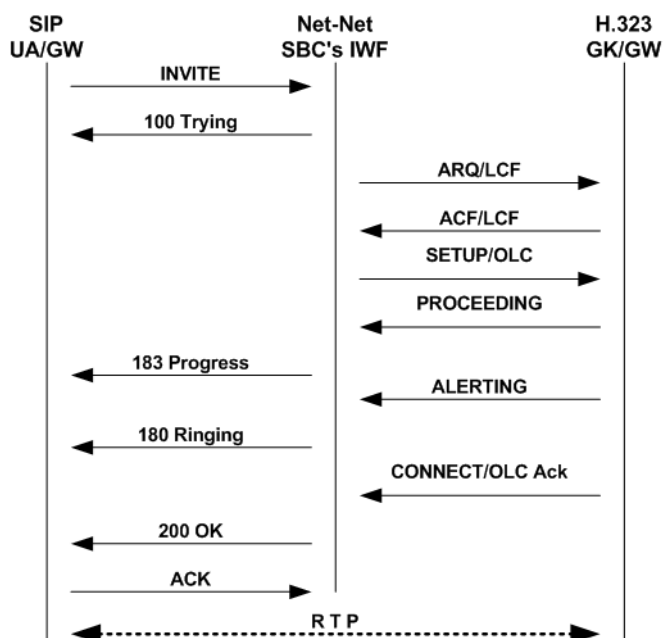 SIP
UA/GW
Net-Net
SBC's IWF
H.323
GK/GW
INVITE
100 Trying
ARQ/LCF
ACF/LCF
SETUP/OLC
PROCEEDING
183 Progress
ALERTING
180 Ringing
CONNECT/OLC Ack
200 OK
ACK
R T P